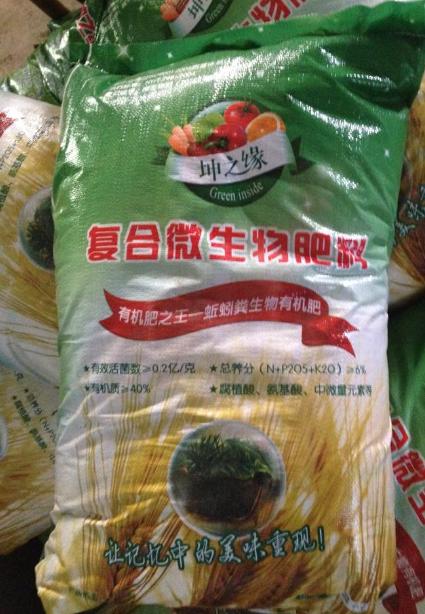 坤之缘
Green inside
复合微生物肥料
有机肥之王—蚯蚓粪生物有机肥
★有效活菌数≥0.2亿/克 ★总养分（N+P2O5+K2O）≥6%
★有机质≥40% ★腐植酸、氨基酸、中微量元素等
让记忆中的美味重现！